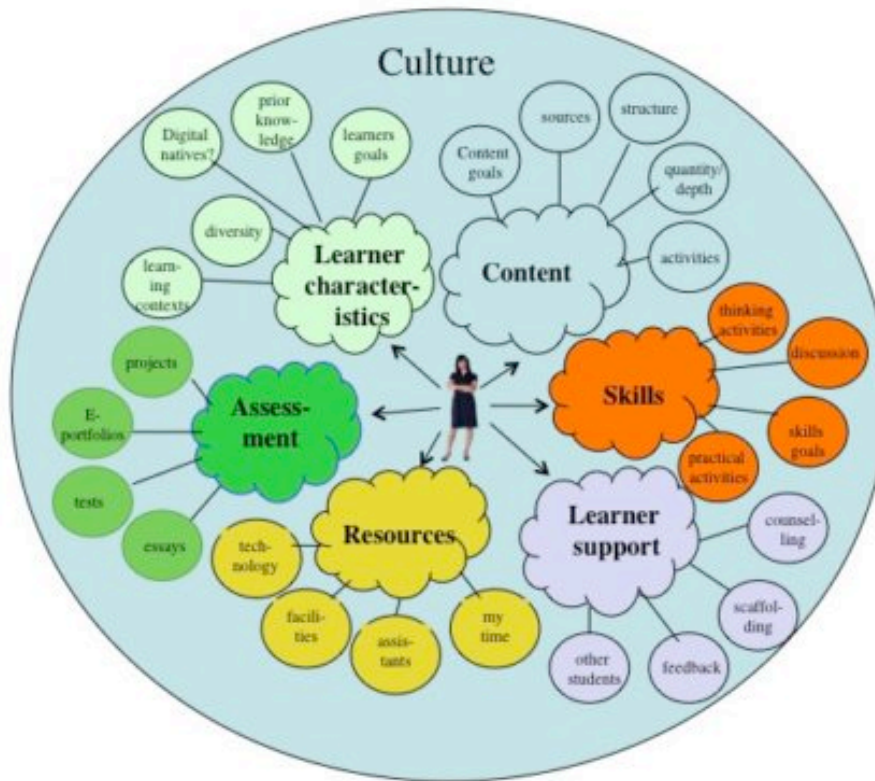 Culture
prior
know-
ledge
Digital
natives?
learners
goals
diversity
learn-
ing
contexts
Learner
character-
istics
Content
goals
sources
structure
quantity/
depth
activities
Content
thinking
activities
discussion
skills
goals
practical
activities
Skills
projects
E-
portfolios
tests
essays
Assess-
ment
tech-
nology
facili-
ties
assis-
tants
my
time
Resources
Learner
support
counsel-
ling
scaffol-
ding
feedback
other
students